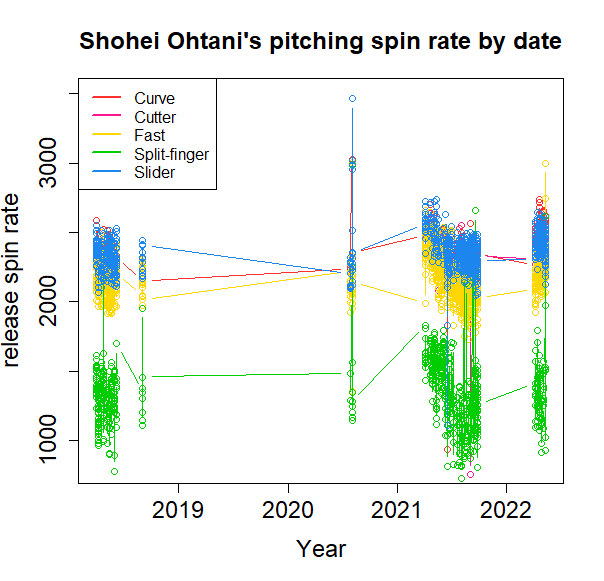 Shohei Ohtani's pitching spin rate by date
Curve
Cutter
Fast
Split-finger
Slider
release spin rate
3000
2000
1000
2019 2020 2021 2022
Year